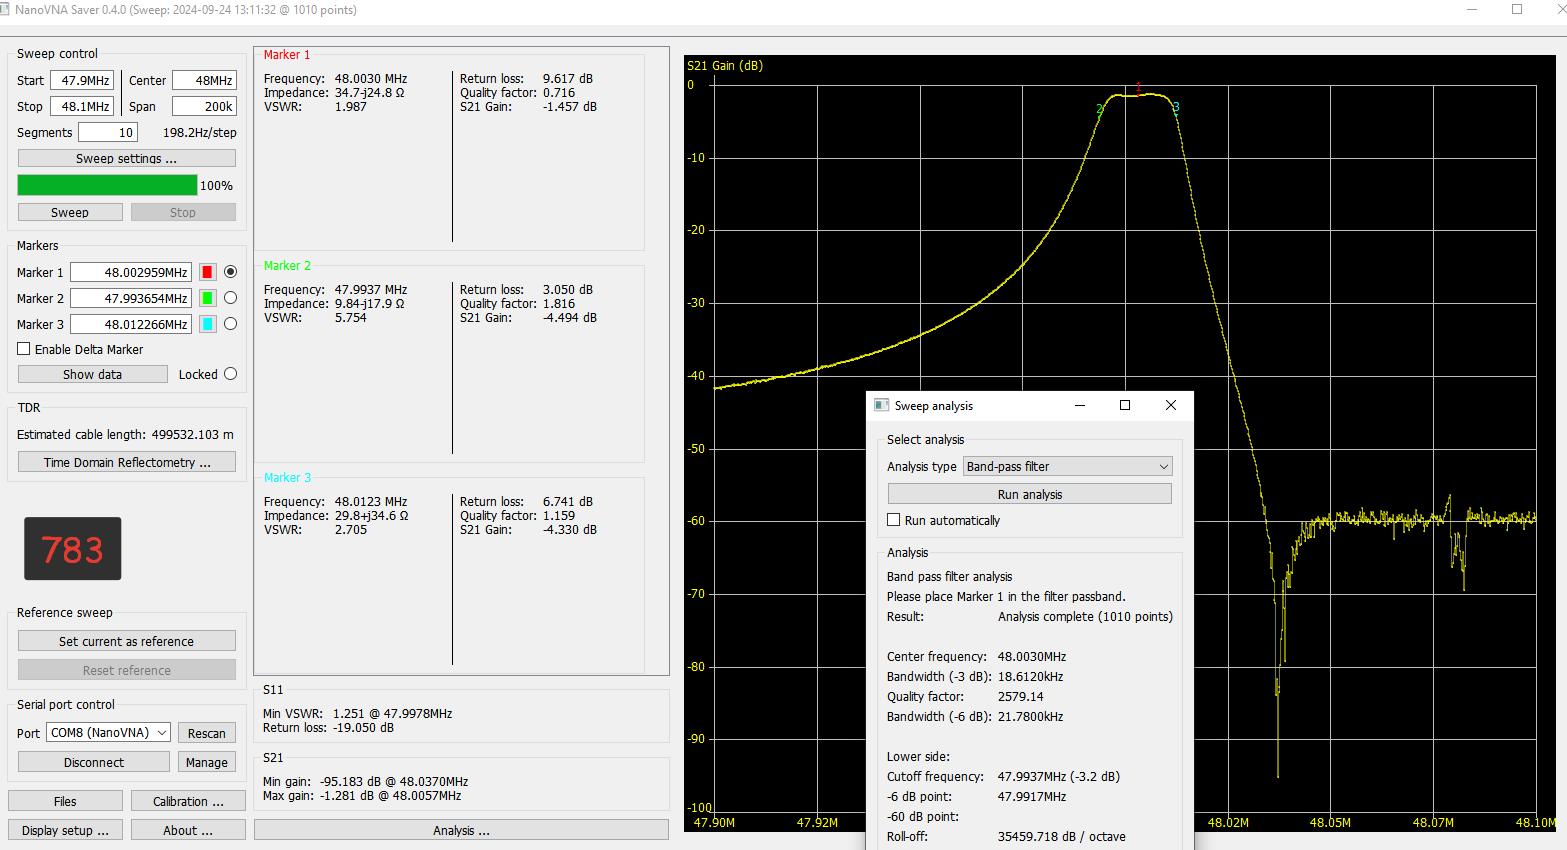 NanoVNA Saver 0.4.0 (Sweep: 2024-09-24 13:11:32 @ 1010 points)
Sweep control
Start 47.9MHz Center 48MHz
Stop 48.1MHz Span 200k
Segments 10 198.2Hz/step
Sweep settings ...
100%
Sweep Stop
Markers
Marker 1 48.002959MHz
Marker 2 47.993654MHz
Marker 3 48.012266MHz
Enable Delta Marker
Show data Locked
TDR
Estimated cable length: 499532.103 m
Time Domain Reflectometry ...
783
Reference sweep
Set current as reference
Reset reference
Serial port control
Port COM8 (NanoVNA) Rescan
Disconnect Manage
Files Calibration ...
Display setup ... About ...
Marker 1
Frequency: 48.0030 MHz Return loss: 9.617 dB
Impedance: 34.7-j24.8 Ω Quality factor: 0.716
VSWR: 1.987 S21 Gain: -1.457 dB
Marker 2
Frequency: 47.9937 MHz Return loss: 3.050 dB
Impedance: 9.84-j17.9 Ω Quality factor: 1.816
VSWR: 5.754 S21 Gain: -4.494 dB
Marker 3
Frequency: 48.0123 MHz Return loss: 6.741 dB
Impedance: 29.8+j34.6 Ω Quality factor: 1.159
VSWR: 2.705 S21 Gain: -4.330 dB
S11
Min VSWR: 1.251 @ 47.9978MHz
Return loss: -19.050 dB
S21
Min gain: -95.183 dB @ 48.0370MHz
Max gain: -1.281 dB @ 48.0057MHz
Analysis ...
S21 Gain (dB)
0
-10
-20
-30
-40
-50
-60
-70
-80
-90
-100
1
2
3
47.90M 47.92M 48.02M 48.05M 48.07M 48.10M
Sweep analysis
Select analysis
Analysis type Band-pass filter
Run analysis
Run automatically
Analysis
Band pass filter analysis
Please place Marker 1 in the filter passband.
Result: Analysis complete (1010 points)
Center frequency: 48.0030MHz
Bandwidth (-3 dB): 18.6120kHz
Quality factor: 2579.14
Bandwidth (-6 dB): 21.7800kHz
Lower side:
Cutoff frequency: 47.9937MHz (-3.2 dB)
-6 dB point: 47.9917MHz
-60 dB point:
Roll-off: 35459.718 dB / octave